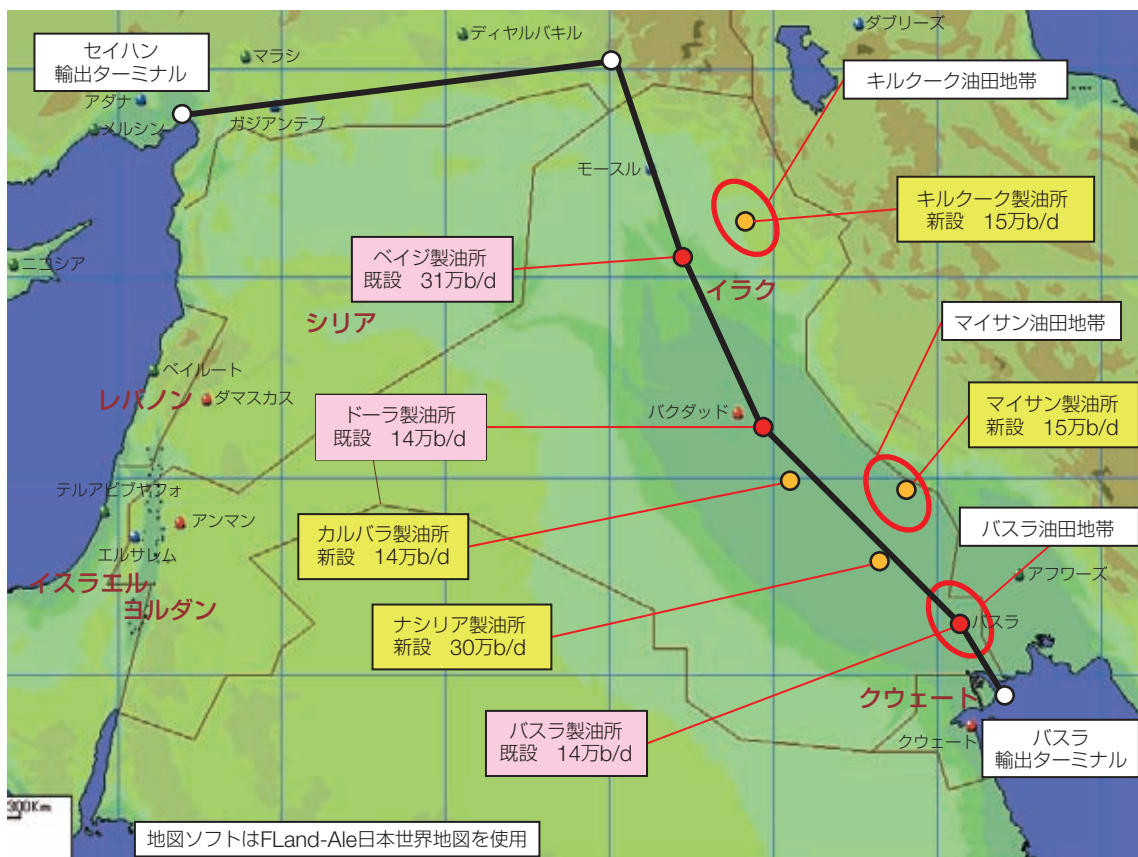 セイハン
輸出ターミナル
マラシ
ディヤルバキル
ダブリーズ
キルクーク油田地帯
アダナ
メルシン
ガジアンテプ
モースル
キルクーク製油所
新設 15万b/d
ベイジ製油所
既設 31万b/d
ニコシア
イラク
シリア
マイサン油田地帯
ベイルート
レバノン
ダマスカス
ドーラ製油所
既設 14万b/d
バクダッド
マイサン製油所
新設 15万b/d
テルアビブヤフォ
アンマン
エルサレム
カルバラ製油所
新設 14万b/d
バスラ油田地帯
アフワーズ
イスラエル
ヨルダン
ナシリア製油所
新設 30万b/d
バスラ
クウェート
バスラ製油所
既設 14万b/d
クウェート
バスラ
輸出ターミナル
300Km
地図ソフトはFLand-Ale日本世界地図を使用